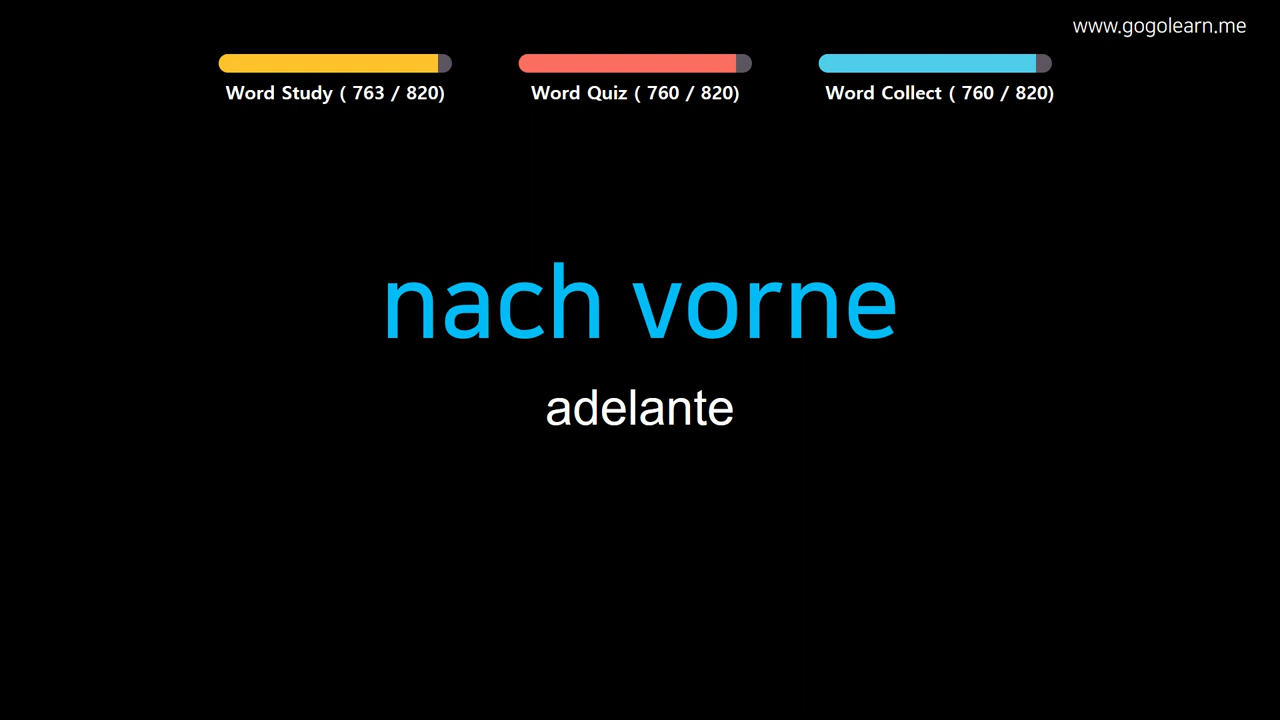 www.gogolearn.me
Word Study ( 763 / 820)
Word Quiz ( 760 / 820)
Word Collect ( 760 / 820)
nach vorne
adelante